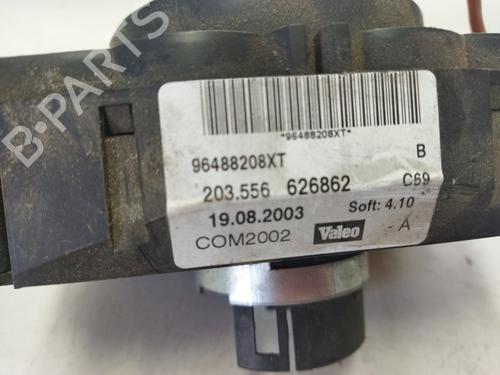 *96488208XT*
96488208XT B
203.556 626862 C69
19.08.2003 Soft: 4.10
COM2002 Valeo - A
B-PARTS